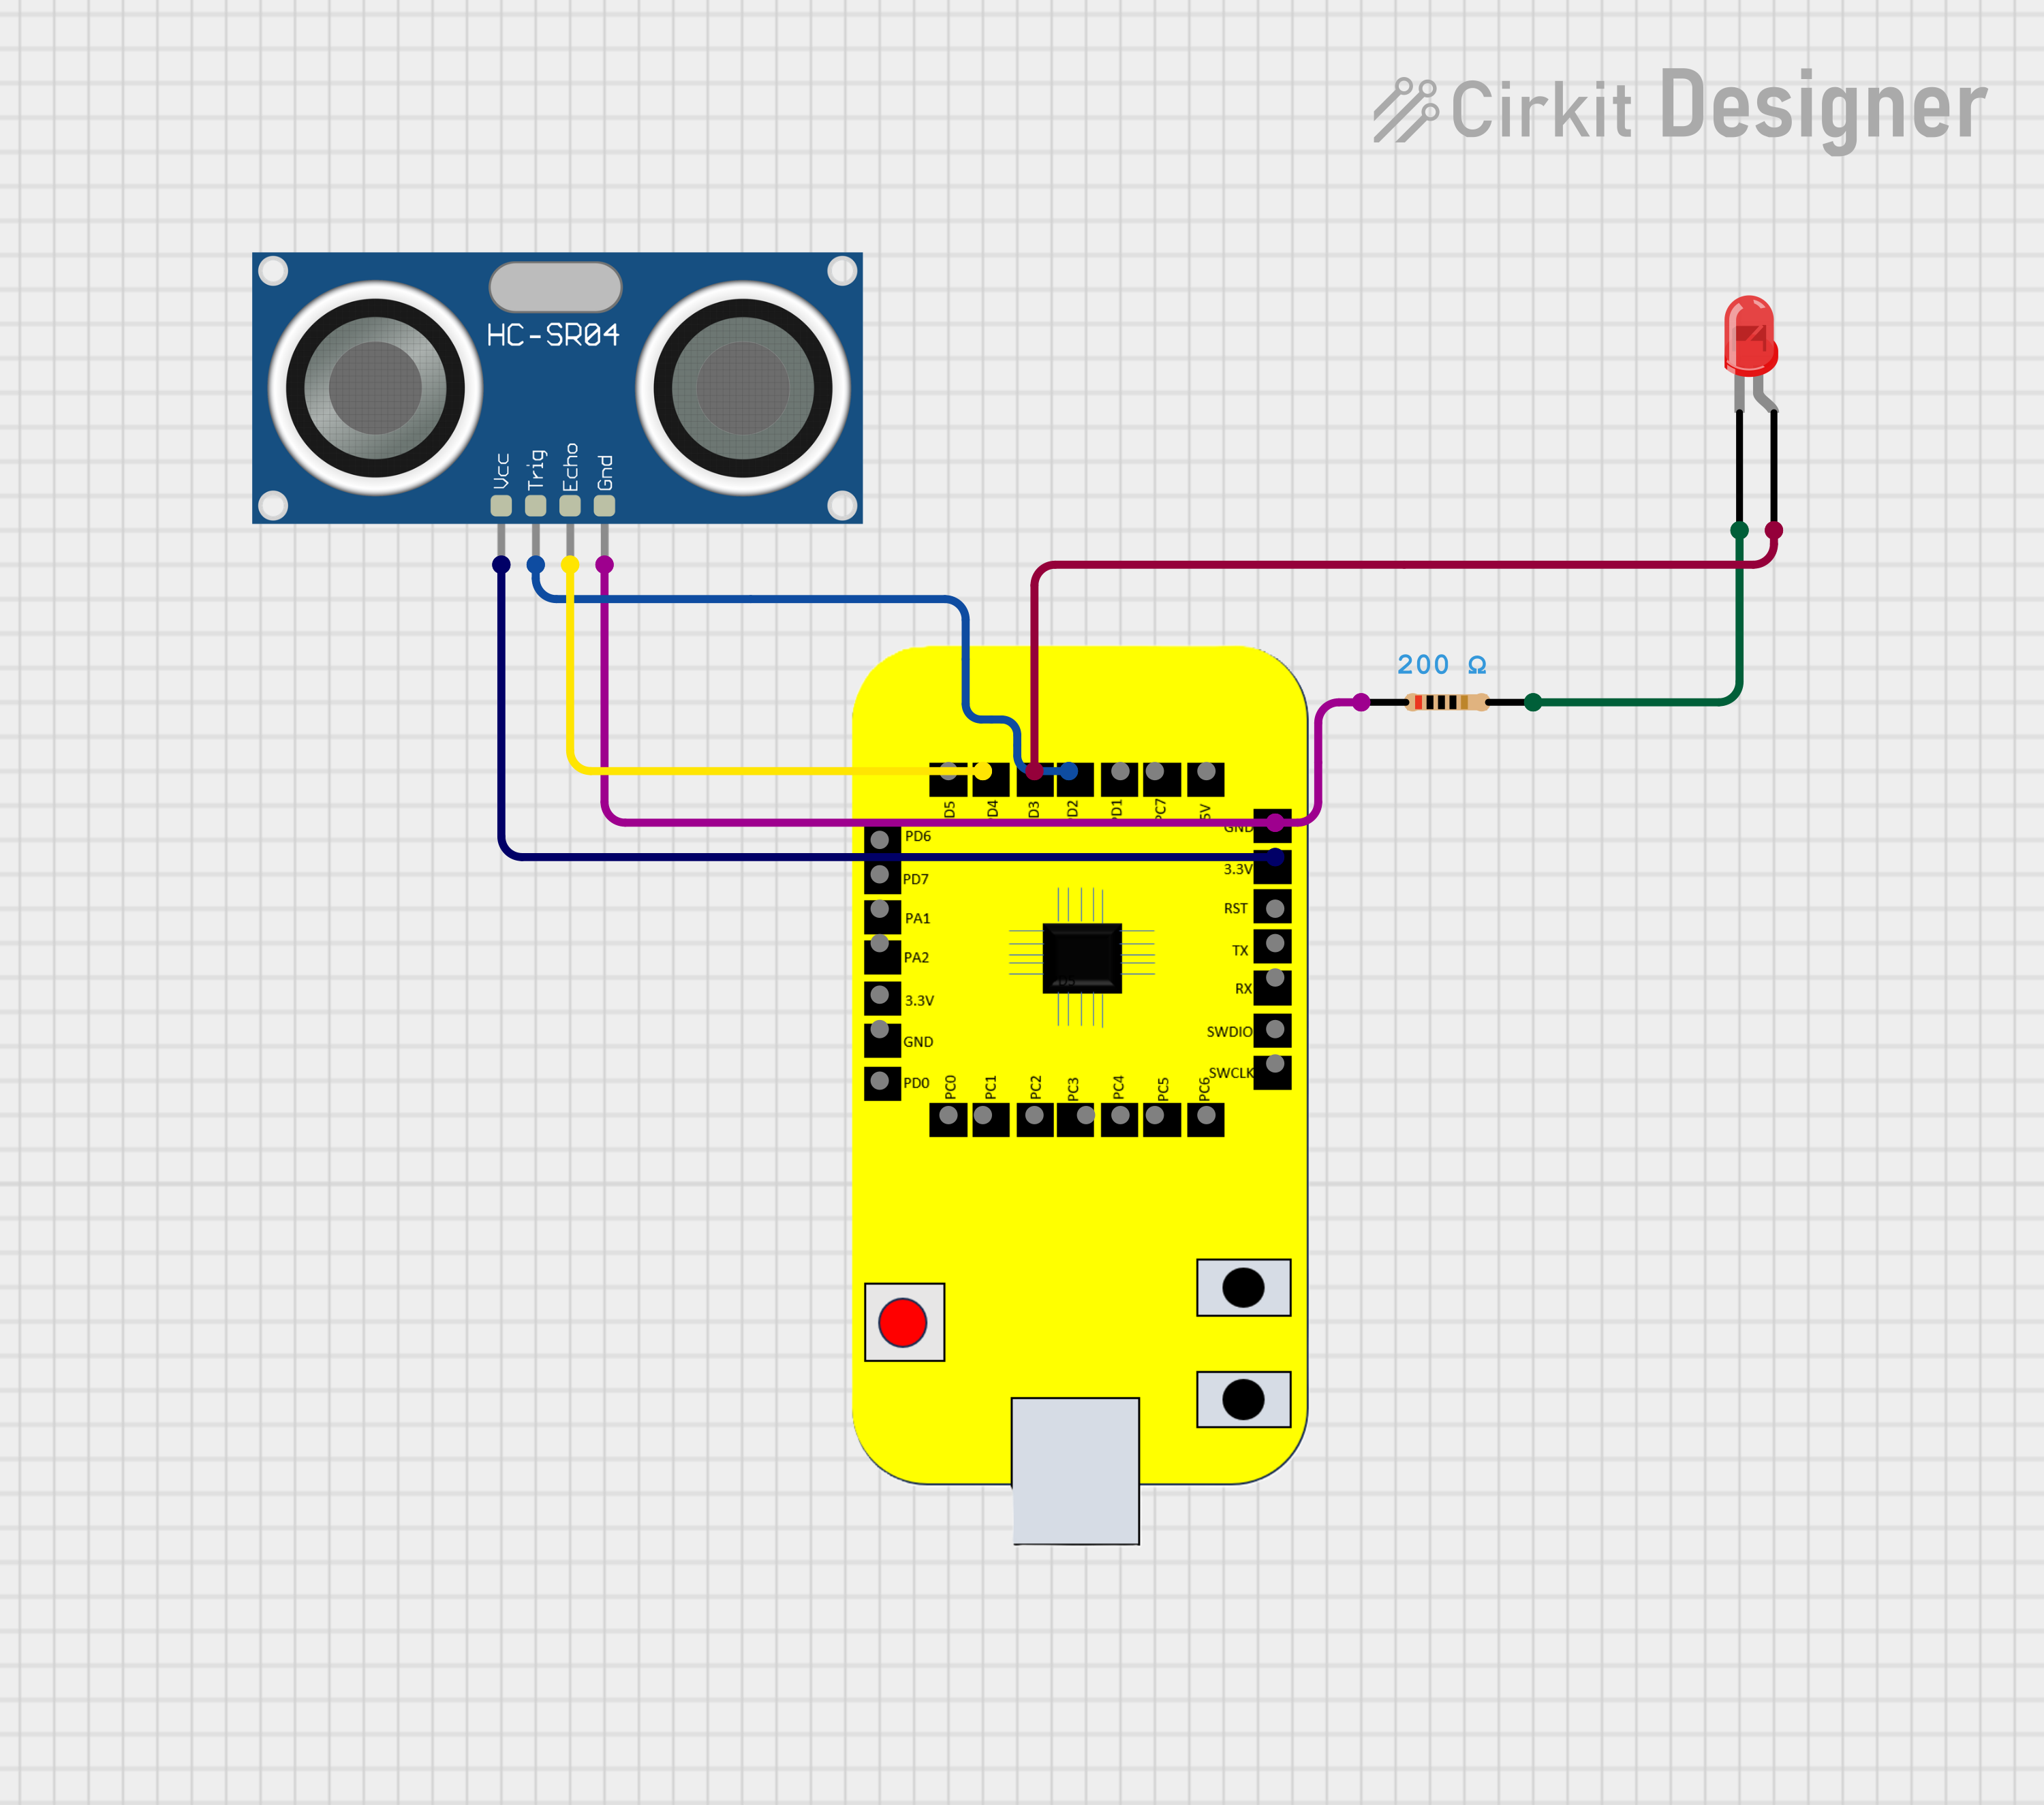 Cirkit Designer
HC-SR04
Vcc
Trig
Echo
Gnd
200 Ω
D5
D4
D3
D2
PD1
PC7
5V
GND
PD6
3.3V
PD7
RST
PA1
TX
PA2
RX
3.3V
SWDIO
GND
SWCLK
PD0
PC0
PC1
PC2
PC3
PC4
PC5
PC6